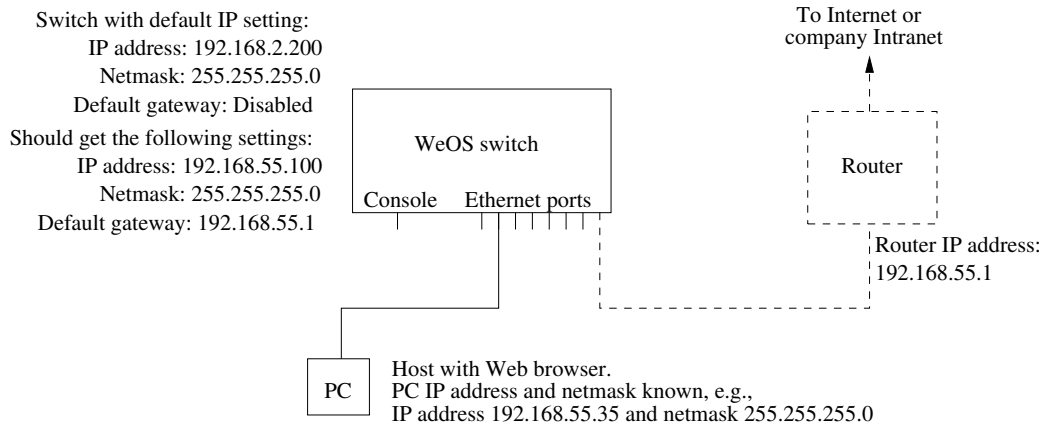 Switch with default IP setting:
IP address: 192.168.2.200
Netmask: 255.255.255.0
Default gateway: Disabled
Should get the following settings:
IP address: 192.168.55.100
Netmask: 255.255.255.0
Default gateway: 192.168.55.1
WeOS switch
Console
Ethernet ports
To Internet or
company Intranet
Router
Router IP address:
192.168.55.1
PC
Host with Web browser.
PC IP address and netmask known, e.g.,
IP address 192.168.55.35 and netmask 255.255.255.0